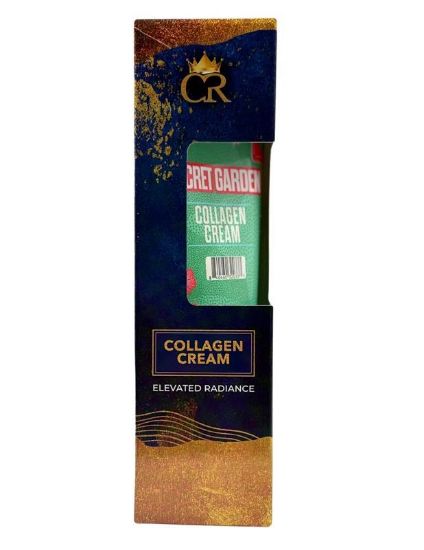 CR
CRET GARDEN
COLLAGEN
CREAM
COLLAGEN
CREAM
ELEVATED RADIANCE